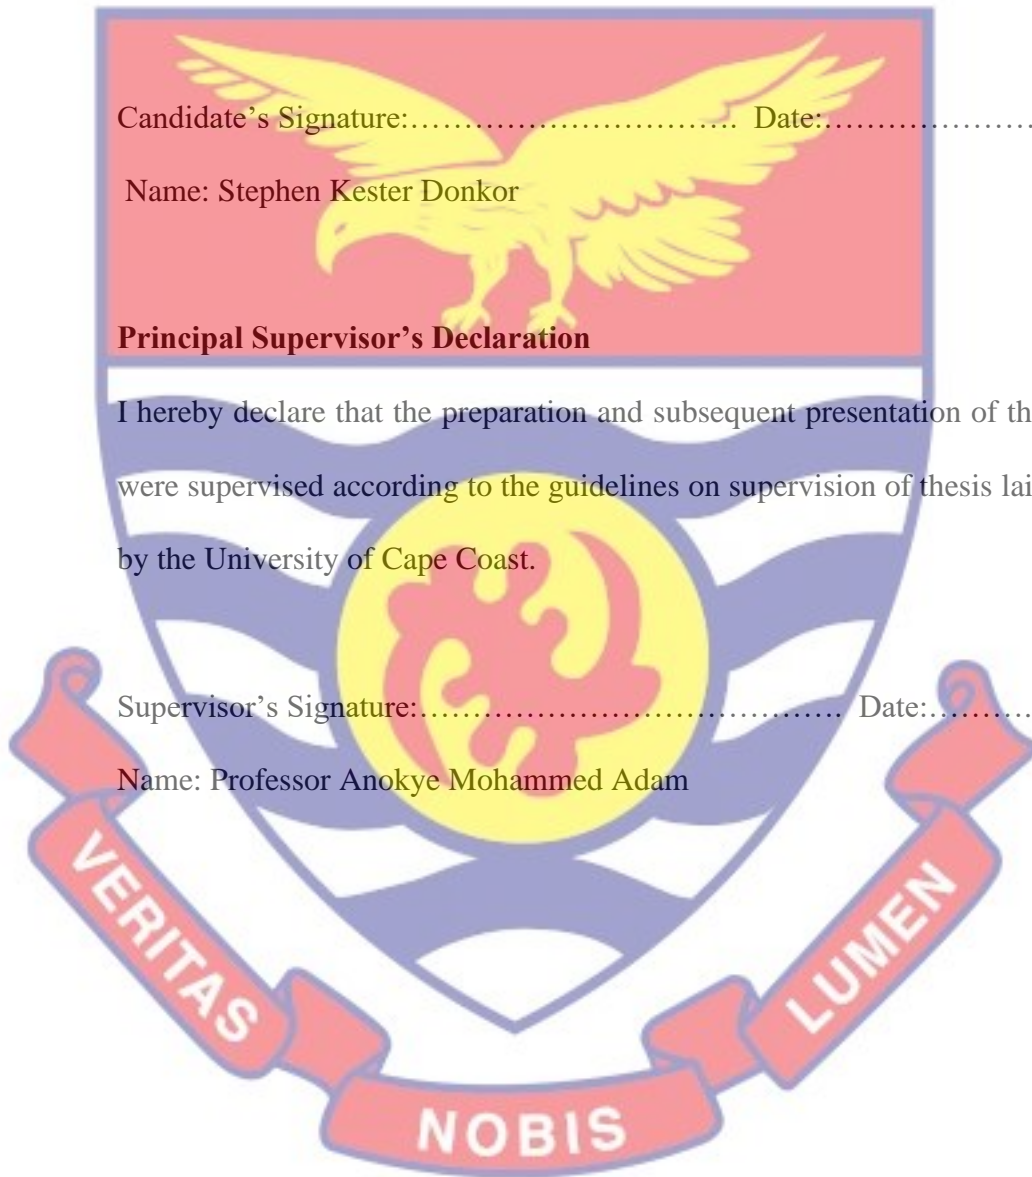 Candidate’s Signature:…………………………. Date:…………………
Name: Stephen Kester Donkor
Principal Supervisor’s Declaration
I hereby declare that the preparation and subsequent presentation of th
were supervised according to the guidelines on supervision of thesis lai
by the University of Cape Coast.
Supervisor’s Signature:…………………………………. Date:……….
Name: Professor Anokye Mohammed Adam
VERITAS
NOBIS
LUMEN